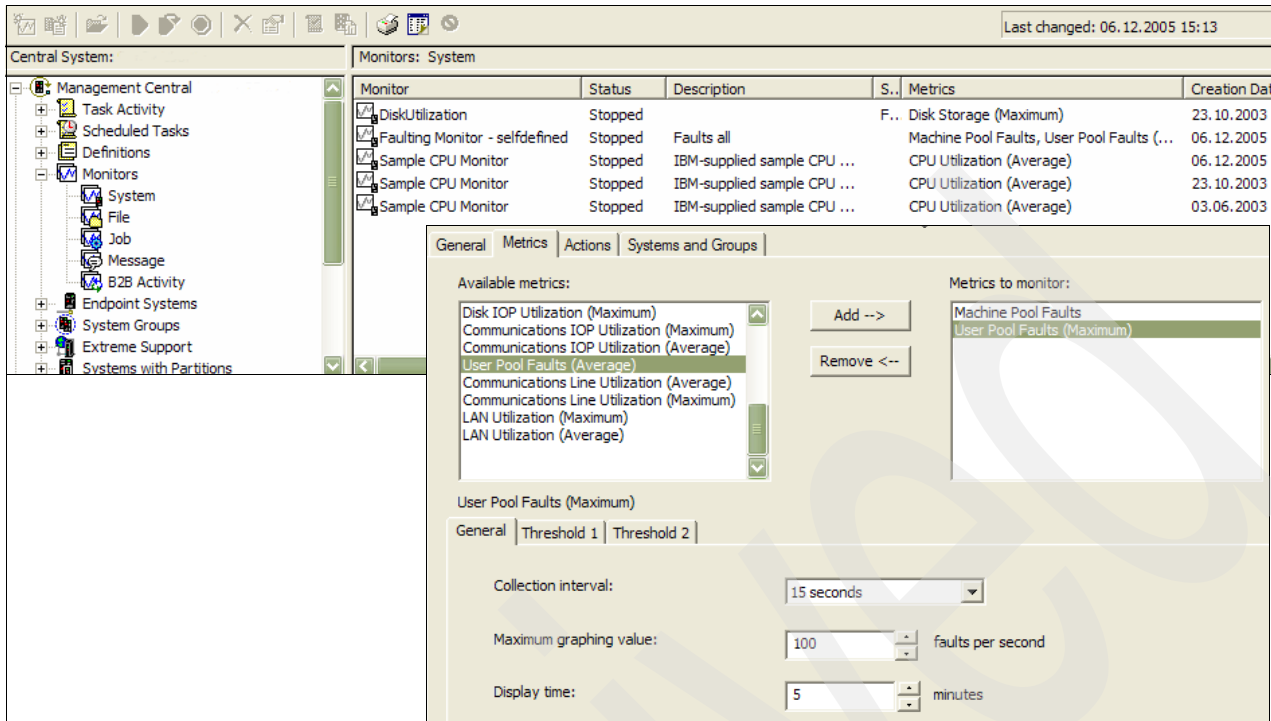 Last changed: 06.12.2005 15:13
Central System:
Monitors: System
Management Central
Task Activity
Scheduled Tasks
Definitions
Monitors
System
File
Job
Message
B2B Activity
Endpoint Systems
System Groups
Extreme Support
Systems with Partitions
Monitor Status Description S.. Metrics Creation Dat
DiskUtilization Stopped F... Disk Storage (Maximum) 23.10.2003
Faulting Monitor - selfdefined Stopped Faults all Machine Pool Faults, User Pool Faults (... 06.12.2005
Sample CPU Monitor Stopped IBM-supplied sample CPU ... CPU Utilization (Average) 06.12.2005
Sample CPU Monitor Stopped IBM-supplied sample CPU ... CPU Utilization (Average) 23.10.2003
Sample CPU Monitor Stopped IBM-supplied sample CPU ... CPU Utilization (Average) 03.06.2003
General Metrics Actions Systems and Groups
Available metrics:
Disk IOP Utilization (Maximum)
Communications IOP Utilization (Maximum)
Communications IOP Utilization (Average)
User Pool Faults (Average)
Communications Line Utilization (Average)
Communications Line Utilization (Maximum)
LAN Utilization (Maximum)
LAN Utilization (Average)
Add -->
Remove <--
Metrics to monitor:
Machine Pool Faults
User Pool Faults (Maximum)
User Pool Faults (Maximum)
General Threshold 1 Threshold 2
Collection interval: 15 seconds
Maximum graphing value: 100 faults per second
Display time: 5 minutes